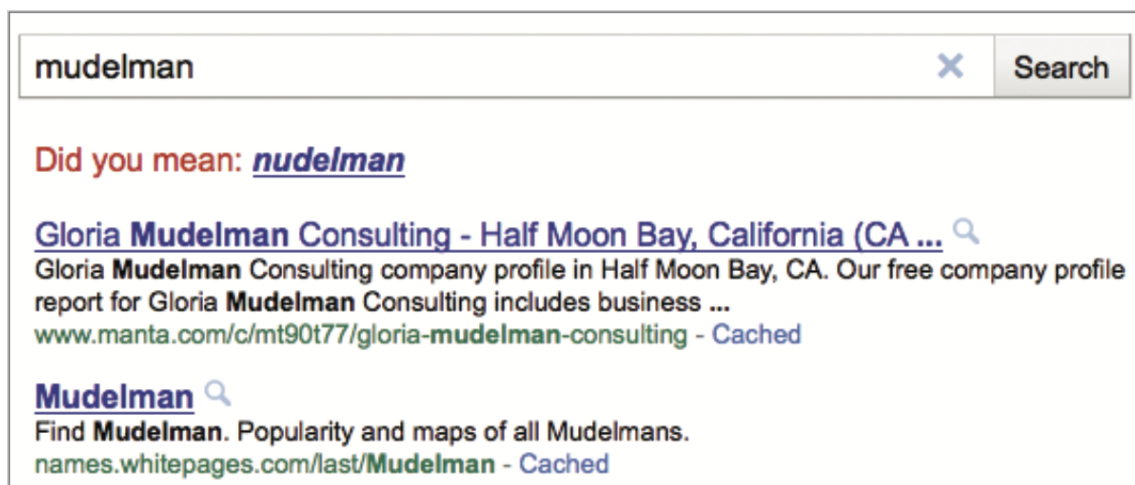 mudelman
Search
Did you mean: nudelman
Gloria Mudelman Consulting - Half Moon Bay, California (CA ...
Gloria Mudelman Consulting company profile in Half Moon Bay, CA. Our free company profile
report for Gloria Mudelman Consulting includes business ...
www.manta.com/c/mt90t77/gloria-mudelman-consulting - Cached
Mudelman
Find Mudelman. Popularity and maps of all Mudelmans.
names.whitepages.com/last/Mudelman - Cached